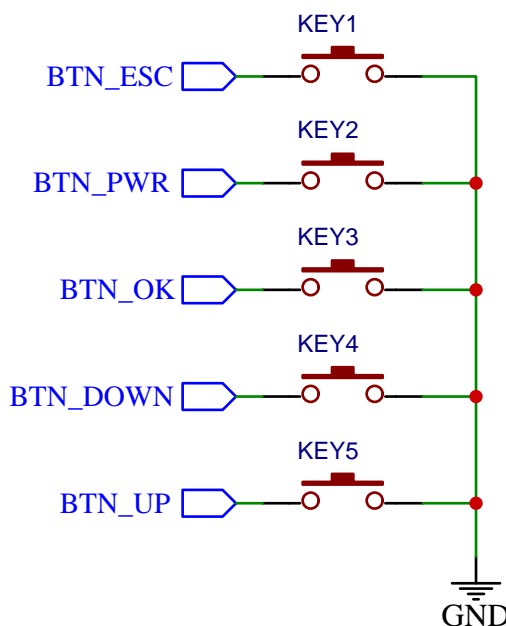 KEY1
BTN_ESC
KEY2
BTN_PWR
KEY3
BTN_OK
KEY4
BTN_DOWN
KEY5
BTN_UP
GND